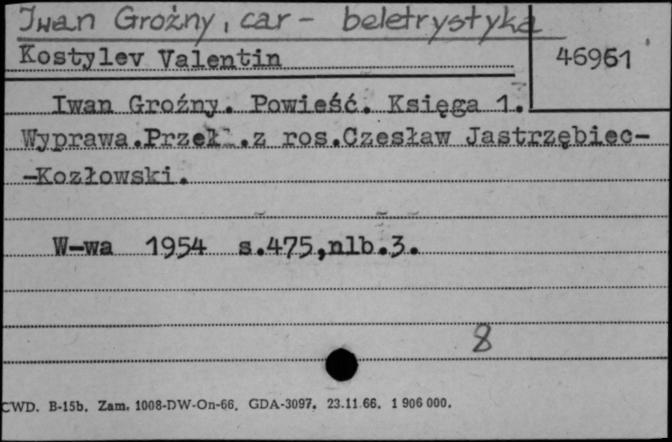 Iwan Groźny, car - beletrystyka
Kostylev Valentin
46961
Iwan Groźny. Powieść. Księga 1.
Wyprawa.Przeł .z ros.Czesław Jastrzębiec-
-Kozłowski.
W-wa 1954 s.475,nlb.3.
8
CWD. B-15b. Zam. 1008-DW-On-66. GDA-3097. 23.11.66. 1 906 000.